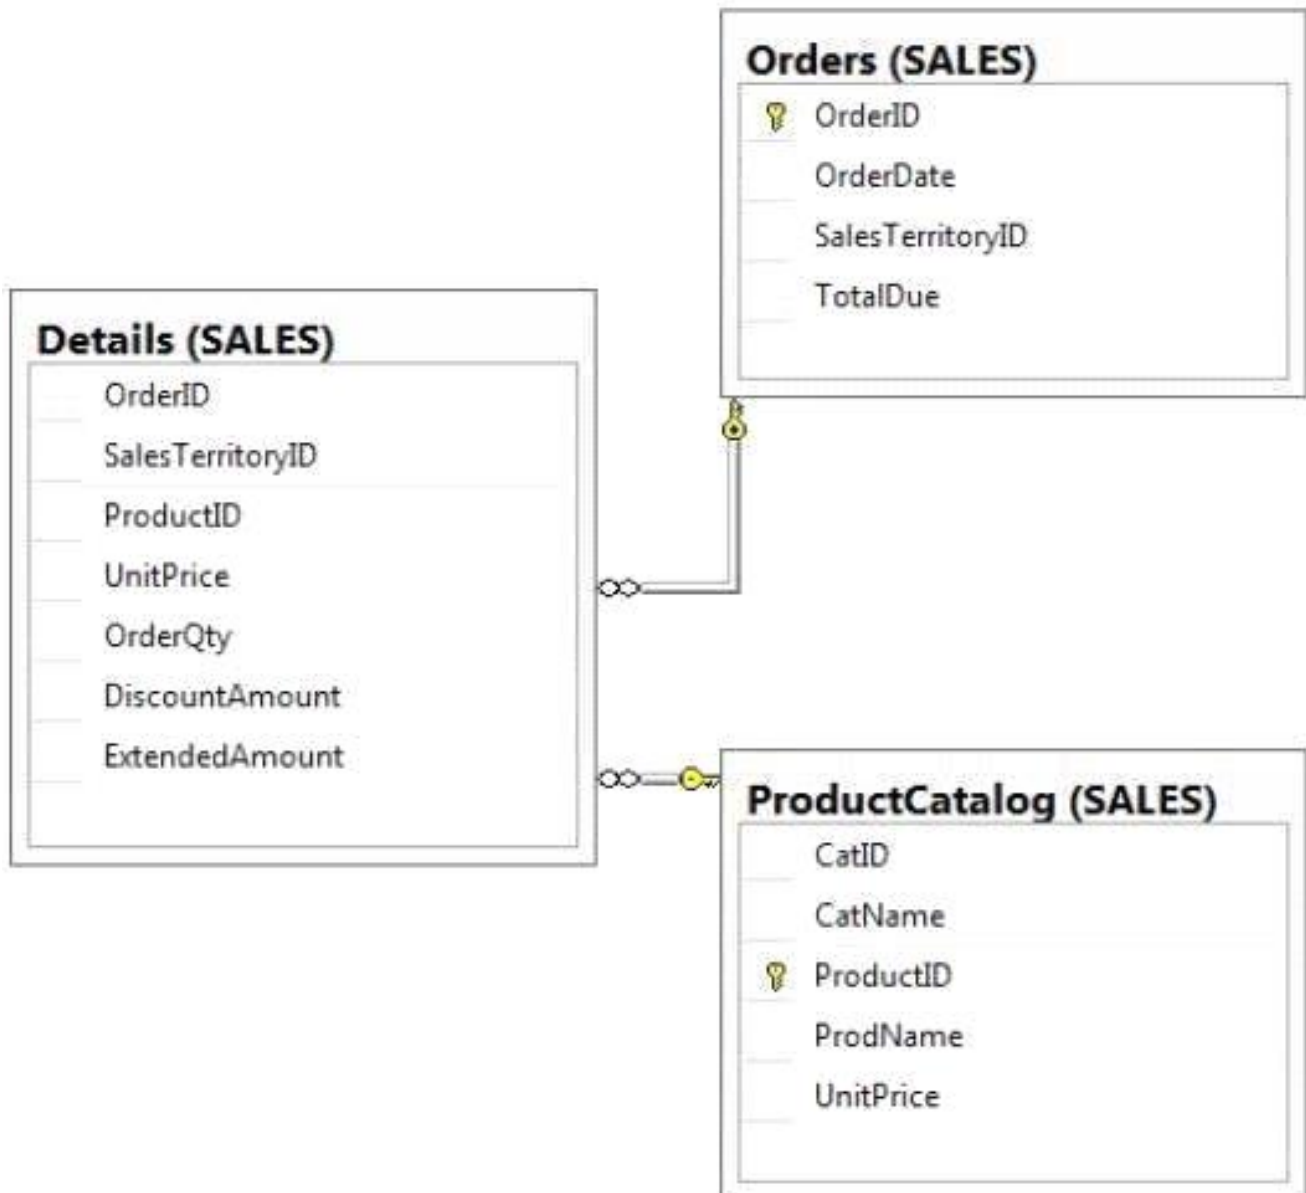 Orders (SALES)
OrderID
OrderDate
SalesTerritoryID
TotalDue
Details (SALES)
OrderID
SalesTerritoryID
ProductID
UnitPrice
OrderQty
DiscountAmount
ExtendedAmount
ProductCatalog (SALES)
CatID
CatName
ProductID
ProdName
UnitPrice